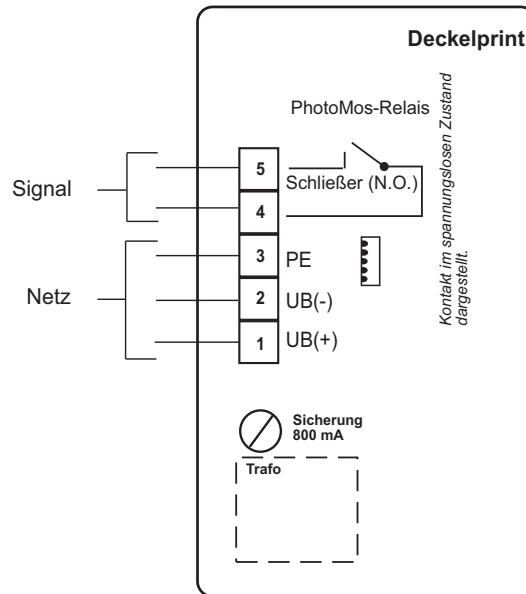 Deckelprint
PhotoMos-Relais
Kontakt im spannungslosen Zustand
dargestellt.
Signal
5
Schließer (N.O.)
4
Netz
3
PE
2
UB(-)
1
UB(+)
Sicherung
800 mA
Trafo